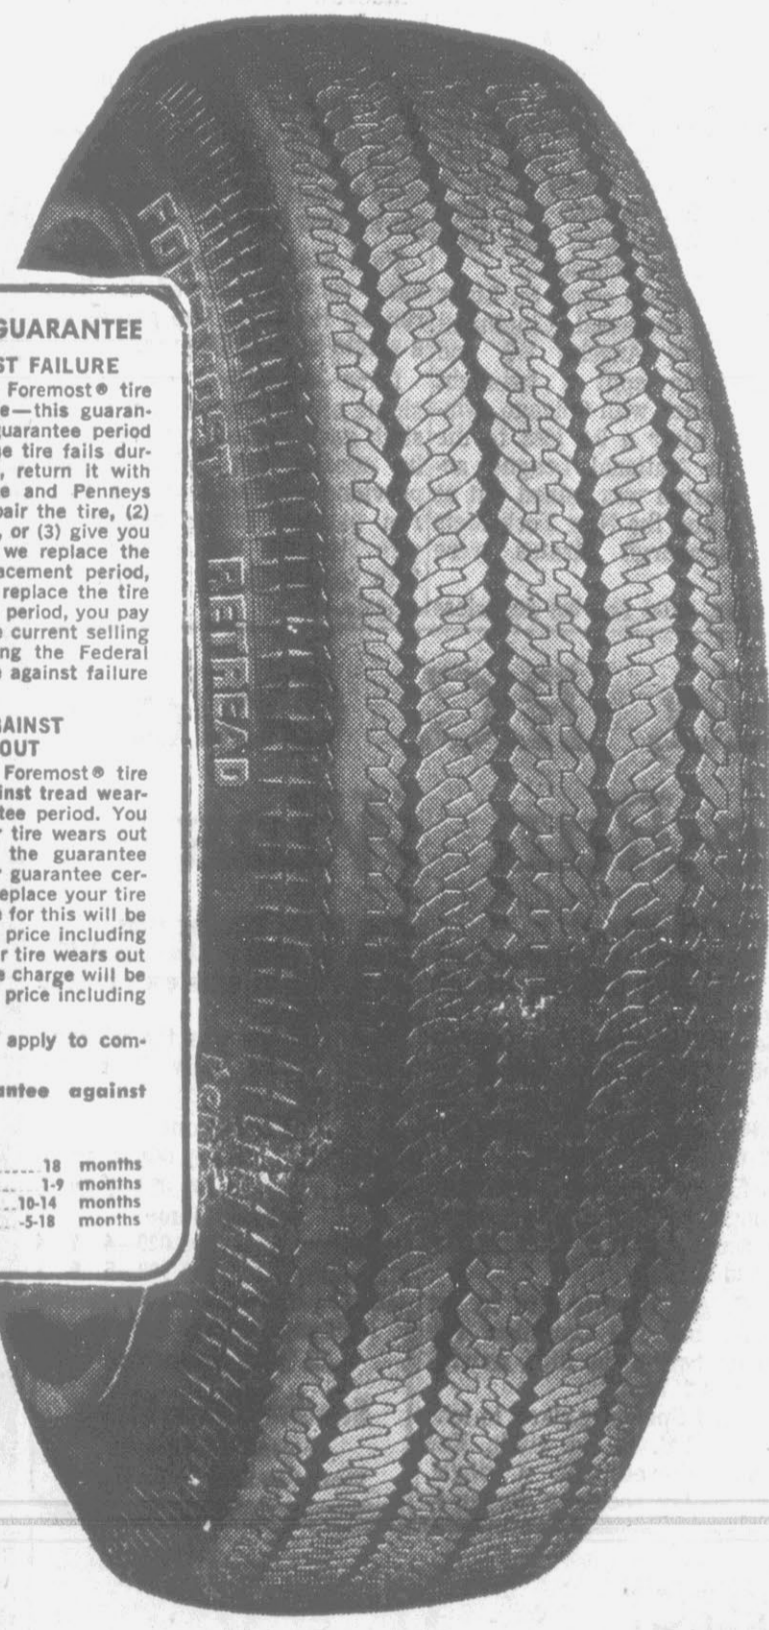 GUARANTEE
ST FAILURE
Foremost® tire
e—this guaran-
uarantee period
e tire fails dur-
, return it with
e and Penneys
pair the tire, (2)
, or (3) give you
we replace the
acement period,
replace the tire
period, you pay
e current selling
ng the Federal
against failure
AINST
OUT
Foremost® tire
inst tread wear-
tee period. You
r tire wears out
the guarantee
r guarantee cer-
eplace your tire
e for this will be
price including
r tire wears out
e charge will be
price including
apply to com-
antee against
18 months
1-9 months
10-14 months
-5-18 months
FOREMOST
RETREAD